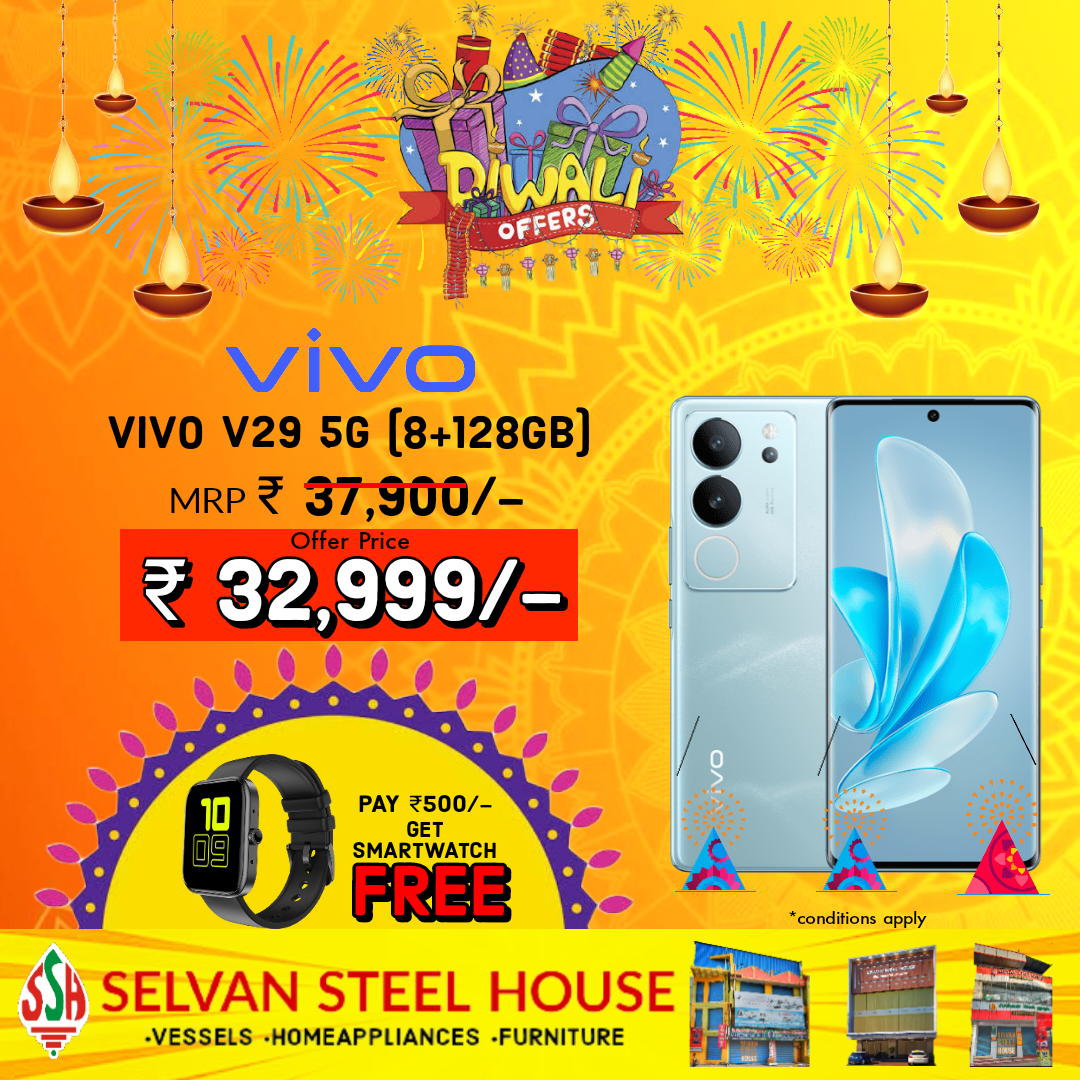 DIWALI
OFFERS
vivo
VIVO V29 5G (8+128GB)
MRP ₹ 37,900/-
Offer Price
₹ 32,999/-
10
09
PAY ₹500/-
GET
SMARTWATCH
FREE
vivo
*conditions apply
SSH
SELVAN STEEL HOUSE
•VESSELS •HOMEAPPLIANCES •FURNITURE